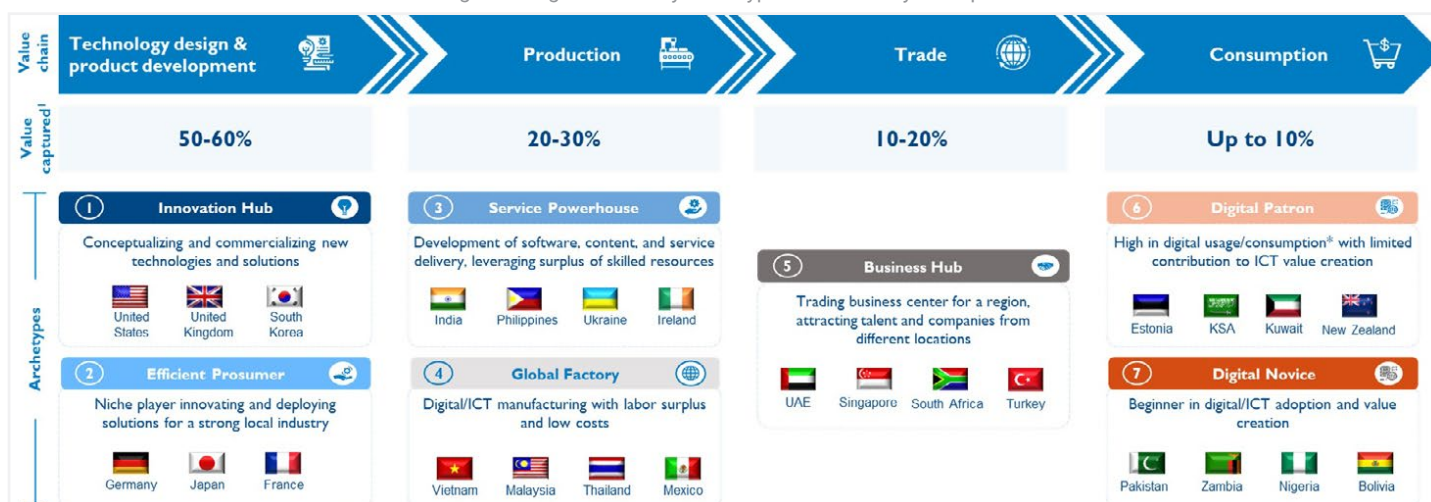 Value chain
Technology design &
product development
Production
Trade
Consumption
Value captured1
50-60%
20-30%
10-20%
Up to 10%
Archetypes
1 Innovation Hub
Conceptualizing and commercializing new
technologies and solutions
United States
United Kingdom
South Korea
2 Efficient Prosumer
Niche player innovating and deploying
solutions for a strong local industry
Germany
Japan
France
3 Service Powerhouse
Development of software, content, and service
delivery, leveraging surplus of skilled resources
India
Philippines
Ukraine
Ireland
4 Global Factory
Digital/ICT manufacturing with labor surplus
and low costs
Vietnam
Malaysia
Thailand
Mexico
5 Business Hub
Trading business center for a region,
attracting talent and companies from
different locations
UAE
Singapore
South Africa
Turkey
6 Digital Patron
High in digital usage/consumption* with limited
contribution to ICT value creation
Estonia
KSA
Kuwait
New Zealand
7 Digital Novice
Beginner in digital/ICT adoption and value
creation
Pakistan
Zambia
Nigeria
Bolivia